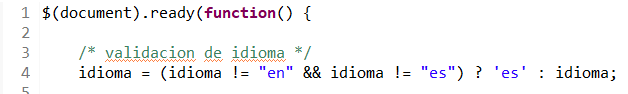 1 $(document).ready(function() {
2
3 /* validacion de idioma */
4 idioma = (idioma != "en" && idioma != "es") ? 'es' : idioma;
5